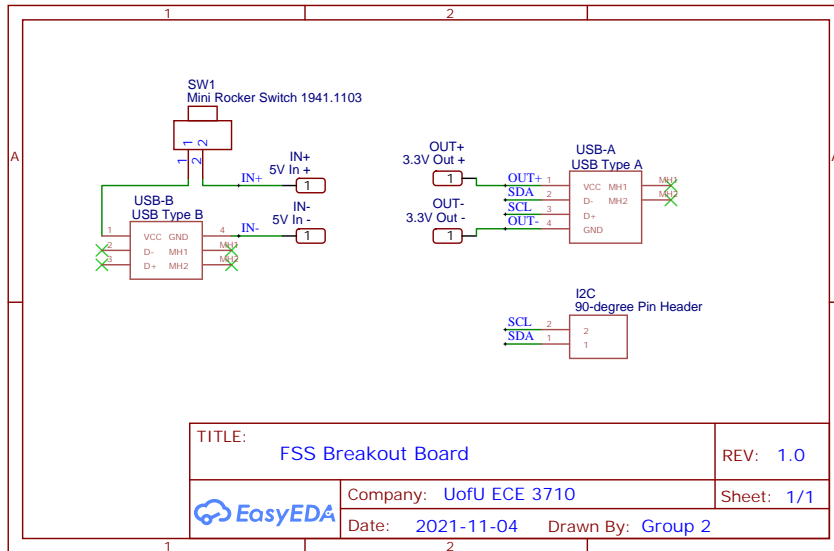 1 2
A
SW1
Mini Rocker Switch 1941.1103
1 2
1 2
IN+
IN+
5V In +
1
USB-B
USB Type B
1 VCC GND 4
2 D- MH1 MH1
3 D+ MH2 MH2
IN-
IN-
5V In -
1
OUT+
3.3V Out +
1
OUT-
3.3V Out -
1
USB-A
USB Type A
OUT+ 1 VCC MH1 MH1
SDA 2 D- MH2 MH2
SCL 3 D+
OUT- 4 GND
I2C
90-degree Pin Header
SCL 2 2
SDA 1 1
TITLE:
FSS Breakout Board
REV: 1.0
EasyEDA
Company: UofU ECE 3710
Sheet: 1/1
Date: 2021-11-04 Drawn By: Group 2
1 2